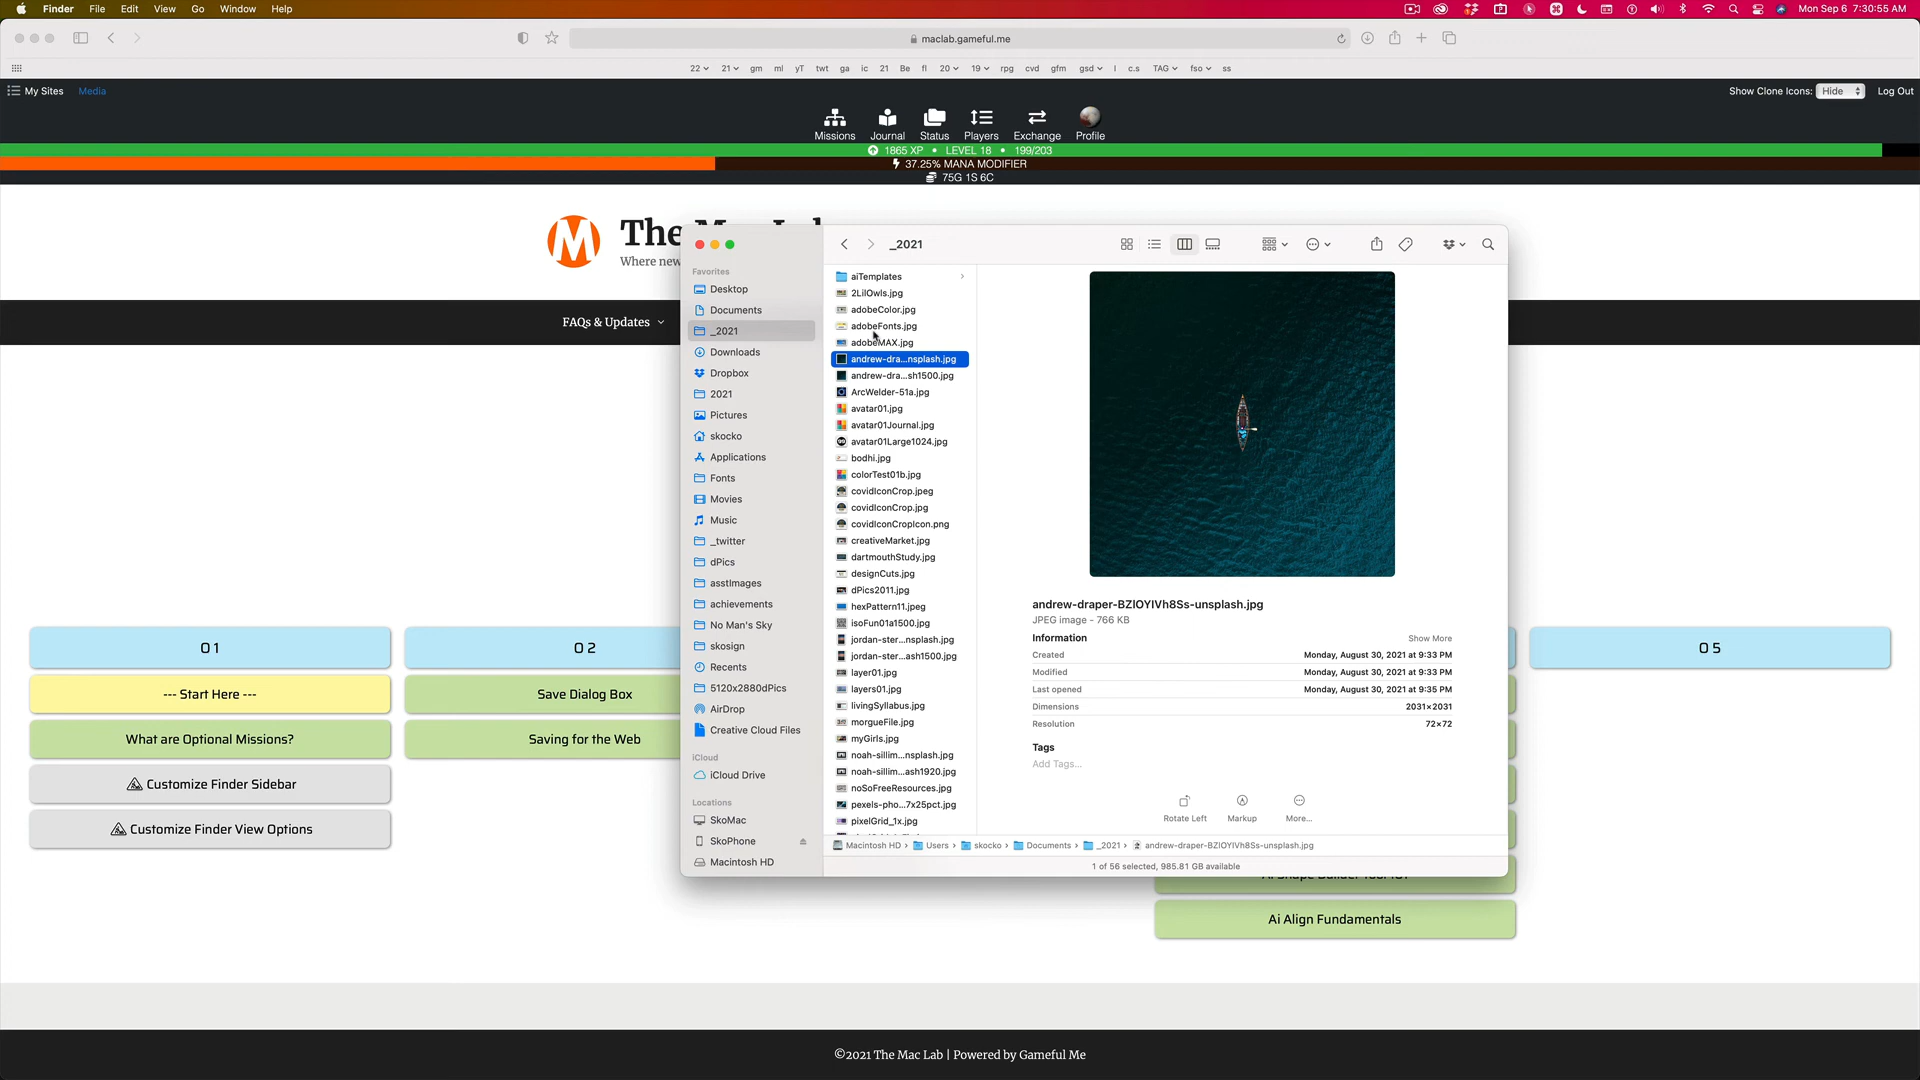 Finder File Edit View Go Window Help
Mon Sep 6 7:30:55 AM
maclab.gameful.me
22 21 gm ml yT twt ga ic 21 Be fl 20 19 rpg cvd gfm gsd l c.s TAG fso ss
My Sites Media
Show Clone Icons: Hide Log Out
Missions Journal Status Players Exchange Profile
1865 XP • LEVEL 18 • 199/203
37.25% MANA MODIFIER
75G 1S 6C
The
Where new
FAQs & Updates
O 1
--- Start Here ---
What are Optional Missions?
Customize Finder Sidebar
Customize Finder View Options
O 2
Save Dialog Box
Saving for the Web
O 5
Ai Align Fundamentals
_2021
Favorites
Desktop
Documents
_2021
Downloads
Dropbox
2021
Pictures
skocko
Applications
Fonts
Movies
Music
_twitter
dPics
asstImages
achievements
No Man's Sky
skosign
Recents
5120x2880dPics
AirDrop
Creative Cloud Files
iCloud
iCloud Drive
Locations
SkoMac
SkoPhone
Macintosh HD
aiTemplates
2LilOwls.jpg
adobeColor.jpg
adobeFonts.jpg
adobeMAX.jpg
andrew-dra...nsplash.jpg
andrew-dra...sh1500.jpg
ArcWelder-51a.jpg
avatar01.jpg
avatar01Journal.jpg
avatar01Large1024.jpg
bodhi.jpg
colorTest01b.jpg
covidIconCrop.jpeg
covidIconCrop.jpg
covidIconCropIcon.png
creativeMarket.jpg
dartmouthStudy.jpg
designCuts.jpg
dPics2011.jpg
hexPattern11.jpeg
isoFun01a1500.jpg
jordan-ster...nsplash.jpg
jordan-ster...ash1500.jpg
layer01.jpg
layers01.jpg
livingSyllabus.jpg
morgueFile.jpg
myGirls.jpg
noah-sillim...nsplash.jpg
noah-sillim...ash1920.jpg
noSoFreeResources.jpg
pexels-pho...7x25pct.jpg
pixelGrid_1x.jpg
andrew-draper-BZIOYIVh8Ss-unsplash.jpg
JPEG image - 766 KB
Information Show More
Created Monday, August 30, 2021 at 9:33 PM
Modified Monday, August 30, 2021 at 9:33 PM
Last opened Monday, August 30, 2021 at 9:35 PM
Dimensions 2031×2031
Resolution 72×72
Tags
Add Tags...
Rotate Left Markup More...
Macintosh HD › Users › skocko › Documents › _2021 › andrew-draper-BZIOYIVh8Ss-unsplash.jpg
1 of 56 selected, 985.81 GB available
©2021 The Mac Lab | Powered by Gameful Me